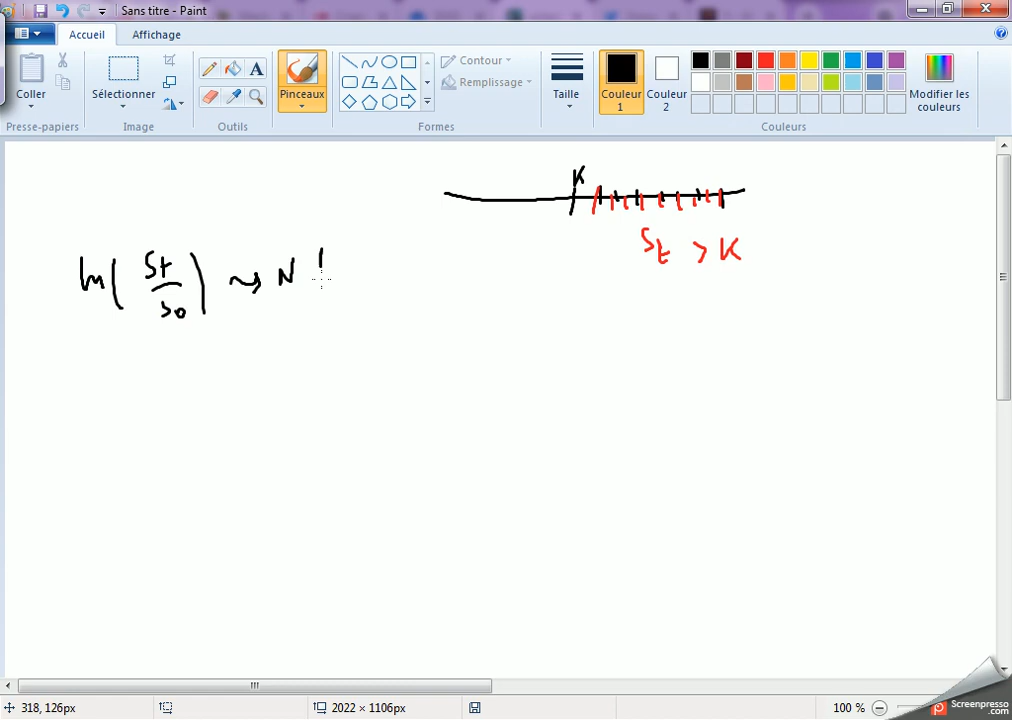 Sans titre - Paint
Accueil
Affichage
Coller
Sélectionner
Pinceaux
Contour
Remplissage
Taille
Couleur 1
Couleur 2
Modifier les couleurs
Presse-papiers
Image
Outils
Formes
Couleurs
K
St > K
ln( St/S0 ) ~> N
318, 126px
2022 × 1106px
100 %
Screenpresso
.com